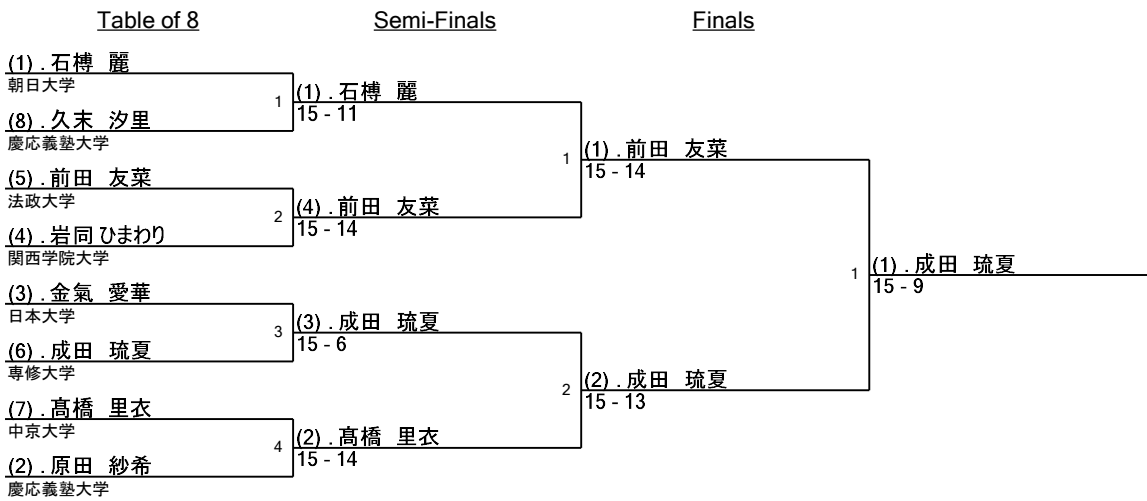 Table of 8
Semi-Finals
Finals
(1) . 石榑 麗
朝日大学
(8) . 久末 汐里
慶応義塾大学
(5) . 前田 友菜
法政大学
(4) . 岩同 ひまわり
関西学院大学
(3) . 金氣 愛華
日本大学
(6) . 成田 琉夏
専修大学
(7) . 髙橋 里衣
中京大学
(2) . 原田 紗希
慶応義塾大学
1
(1) . 石榑 麗
15 - 11
2
(4) . 前田 友菜
15 - 14
3
(3) . 成田 琉夏
15 - 6
4
(2) . 髙橋 里衣
15 - 14
1
(1) . 前田 友菜
15 - 14
2
(2) . 成田 琉夏
15 - 13
1
(1) . 成田 琉夏
15 - 9